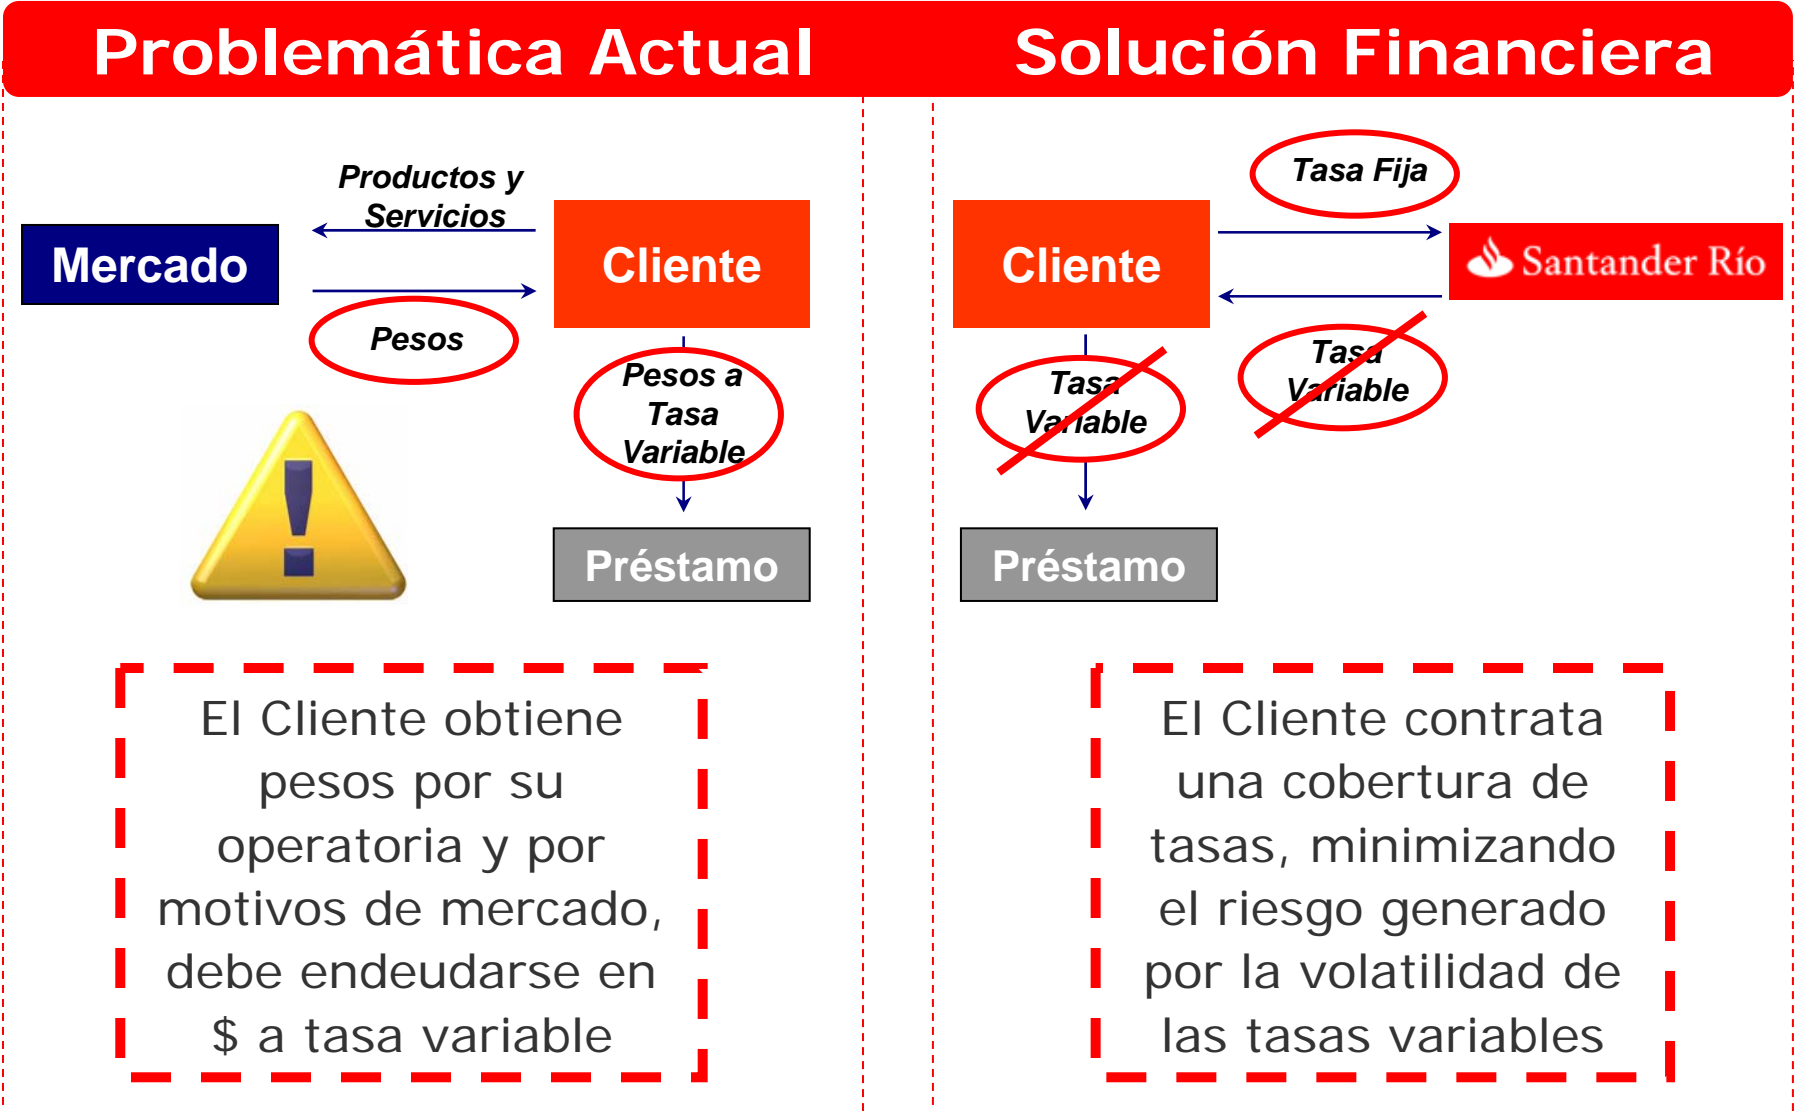 Problemática Actual
Solución Financiera
Productos y
Servicios
Mercado
Cliente
Pesos
Pesos a
Tasa
Variable
Préstamo
El Cliente obtiene
pesos por su
operatoria y por
motivos de mercado,
debe endeudarse en
$ a tasa variable
Tasa Fija
Cliente
Santander Río
Tasa
Variable
Tasa
Variable
Préstamo
El Cliente contrata
una cobertura de
tasas, minimizando
el riesgo generado
por la volatilidad de
las tasas variables